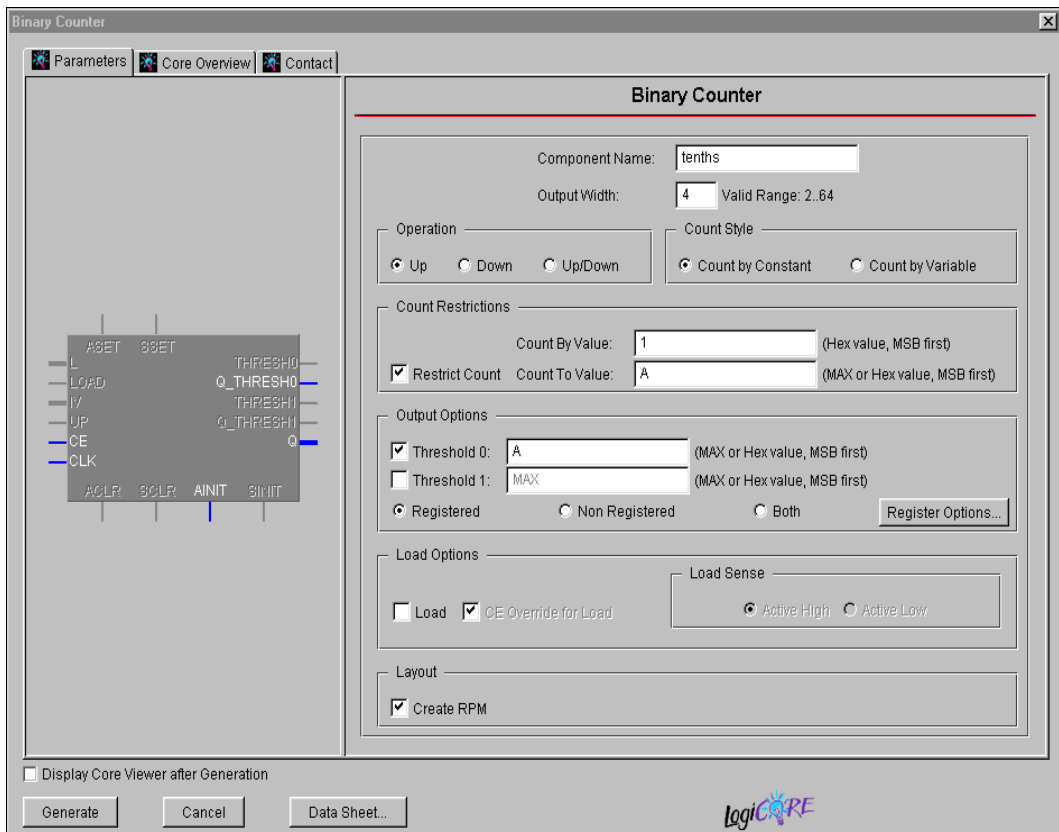 Binary Counter
Parameters Core Overview Contact
ASET SSET
L THRESH0
LOAD Q_THRESH0
IV THRESH1
UP Q_THRESH1
CE Q
CLK
ACLR SCLR AINIT SINIT
Binary Counter
Component Name: tenths
Output Width: 4 Valid Range: 2..64
Operation
Up Down Up/Down
Count Style
Count by Constant Count by Variable
Count Restrictions
Count By Value: 1 (Hex value, MSB first)
Restrict Count Count To Value: A (MAX or Hex value, MSB first)
Output Options
Threshold 0: A (MAX or Hex value, MSB first)
Threshold 1: MAX (MAX or Hex value, MSB first)
Registered Non Registered Both Register Options...
Load Options
Load CE Override for Load
Load Sense
Active High Active Low
Layout
Create RPM
Display Core Viewer after Generation
Generate Cancel Data Sheet...
LogiCORE